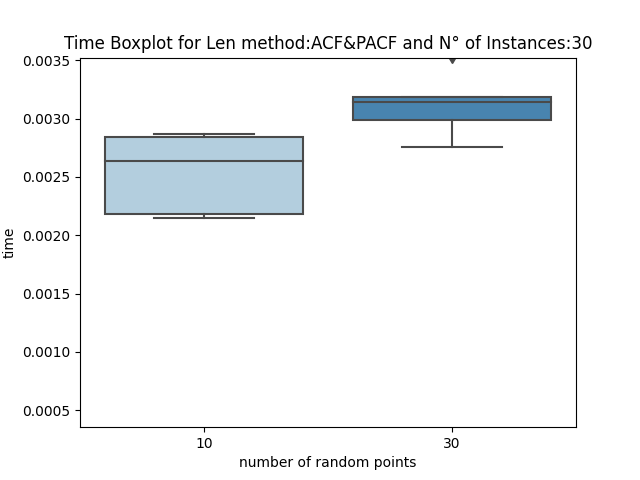 Time Boxplot for Len method:ACF&PACF and N° of Instances:30
0.0035
0.0030
0.0025
0.0020
0.0015
0.0010
0.0005
time
10 30
number of random points